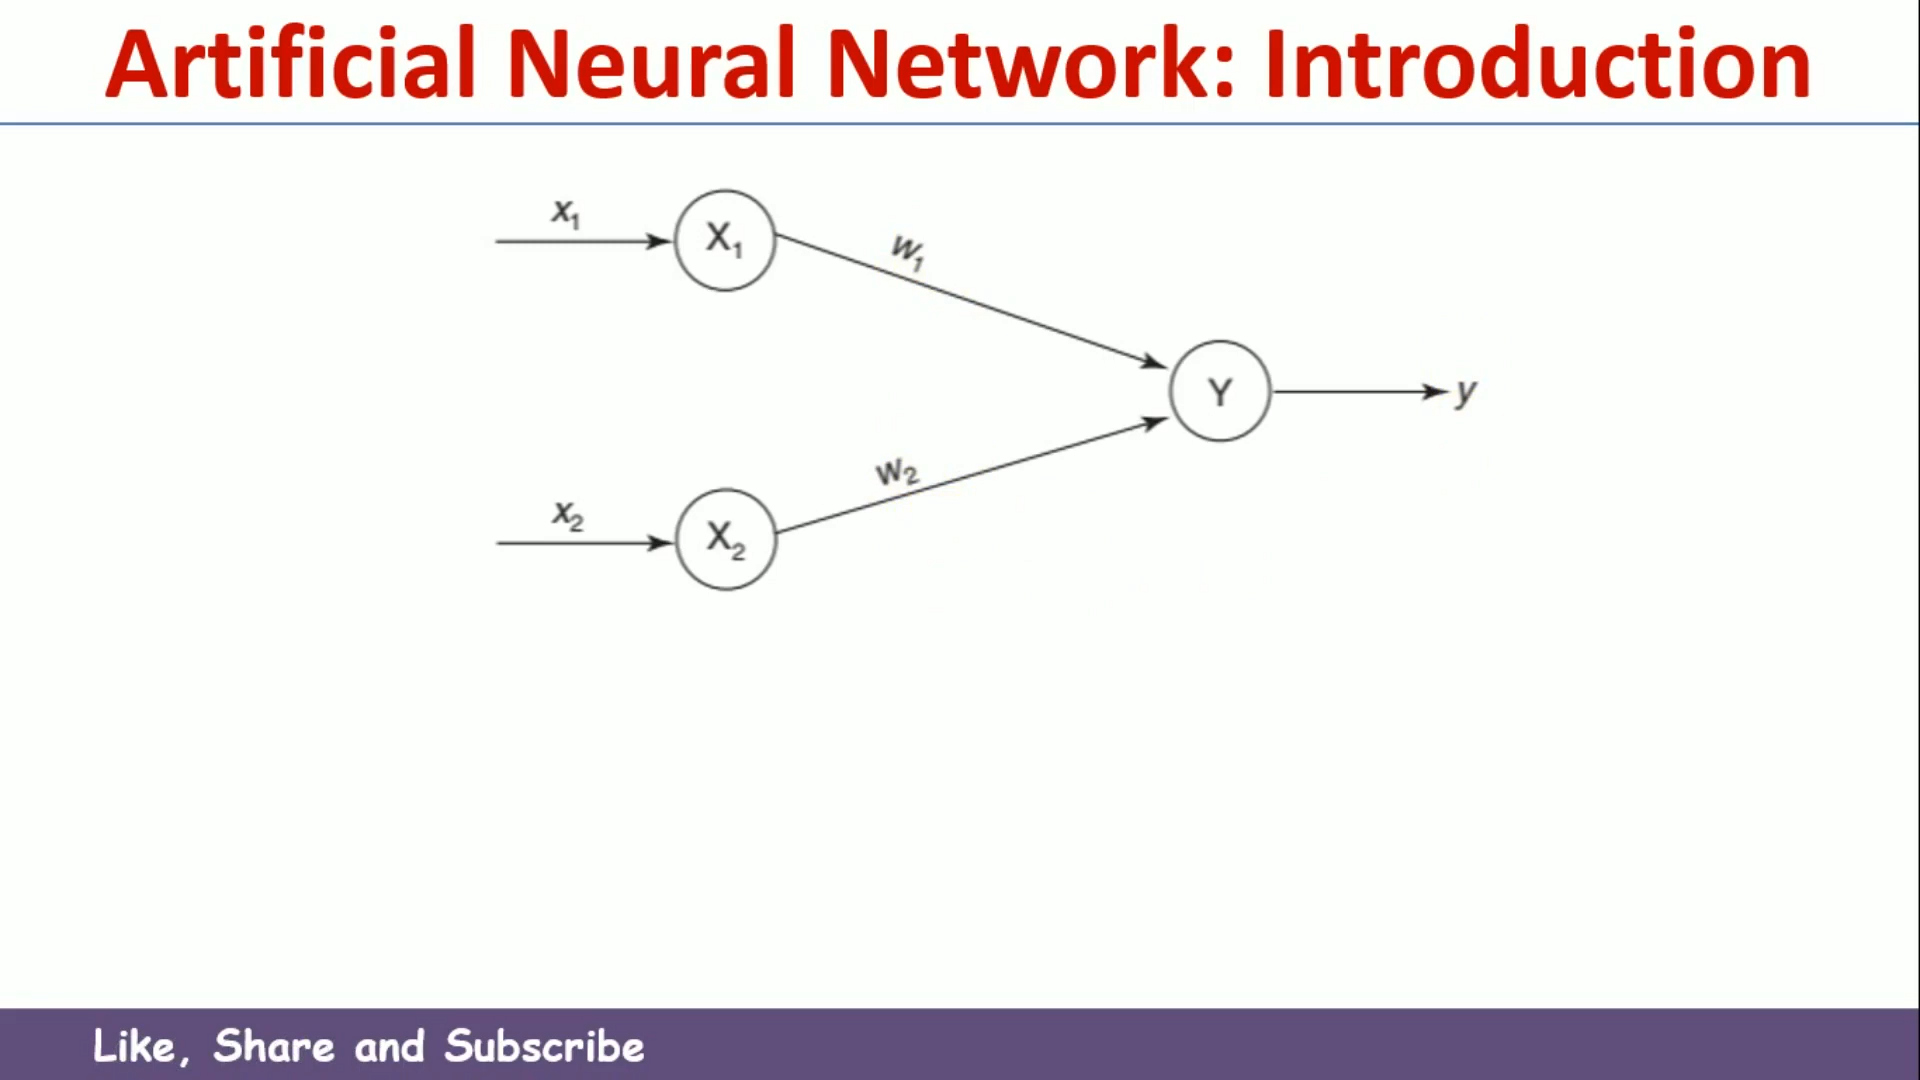 Artificial Neural Network: Introduction
x₁
X₁
w₁
Y
y
w₂
x₂
X₂
Like, Share and Subscribe